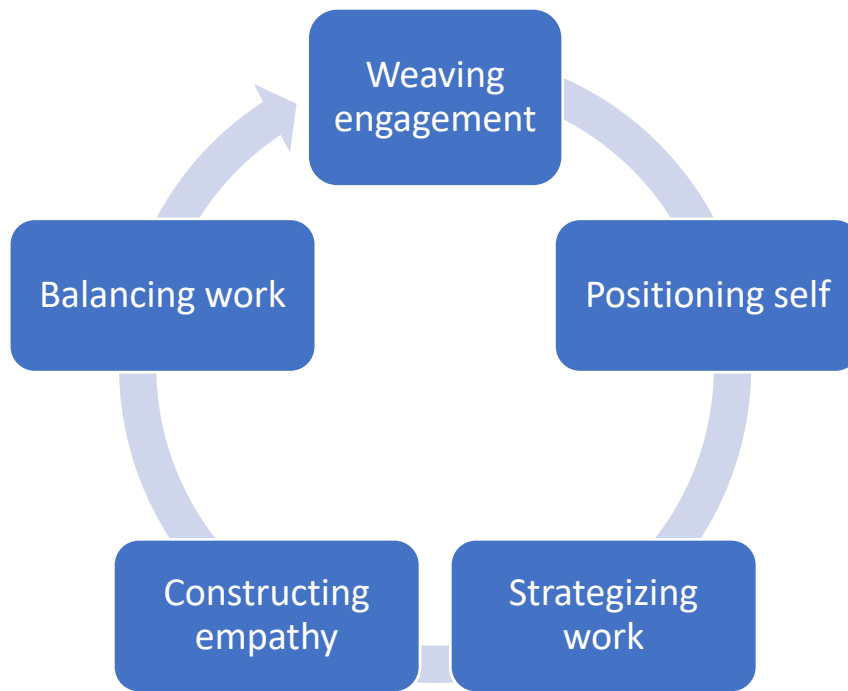 Weaving
engagement
Positioning self
Strategizing
work
Constructing
empathy
Balancing work